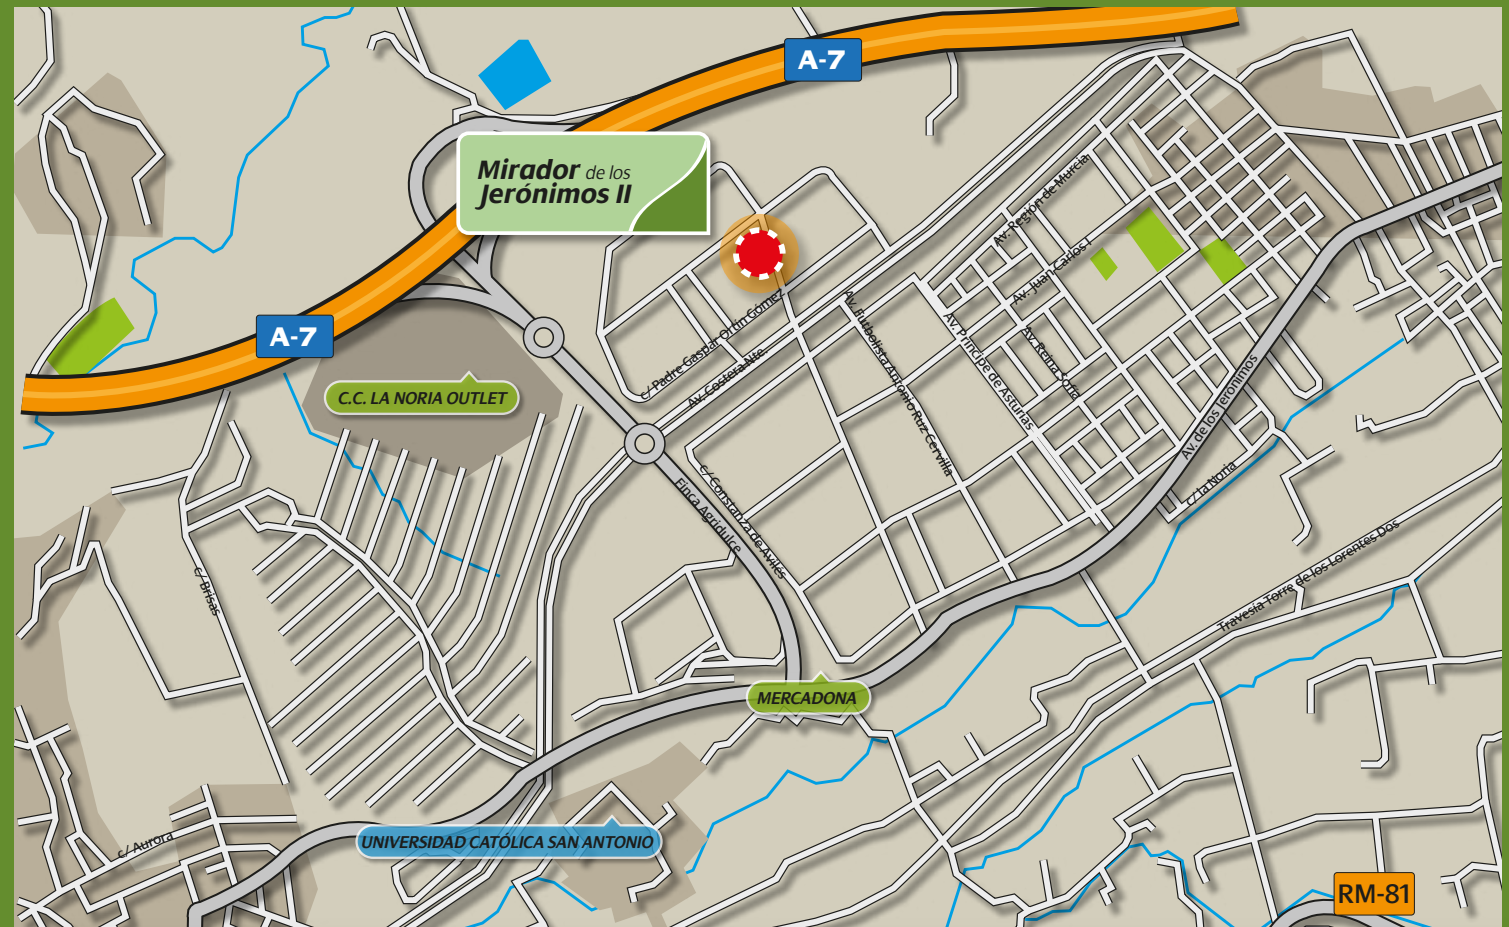 A-7
Mirador de los
Jerónimos II
A-7
C.C. LA NORIA OUTLET
c/ Padre Gaspar Ortín Gómez
Av. Costera Nte.
Av. Región de Murcia
Av. Juan Carlos I
Av. Futbolista Antonio Ruz Cervilla
Av. Príncipe de Asturias
Av. Reina Sofía
Av. de los Jerónimos
c/ la Noria
c/ Constanza de Avilés
Finca Agridulce
c/ Brisas
Travesía Torre de los Lorentes Dos
MERCADONA
c/ Aurora
UNIVERSIDAD CATÓLICA SAN ANTONIO
RM-81